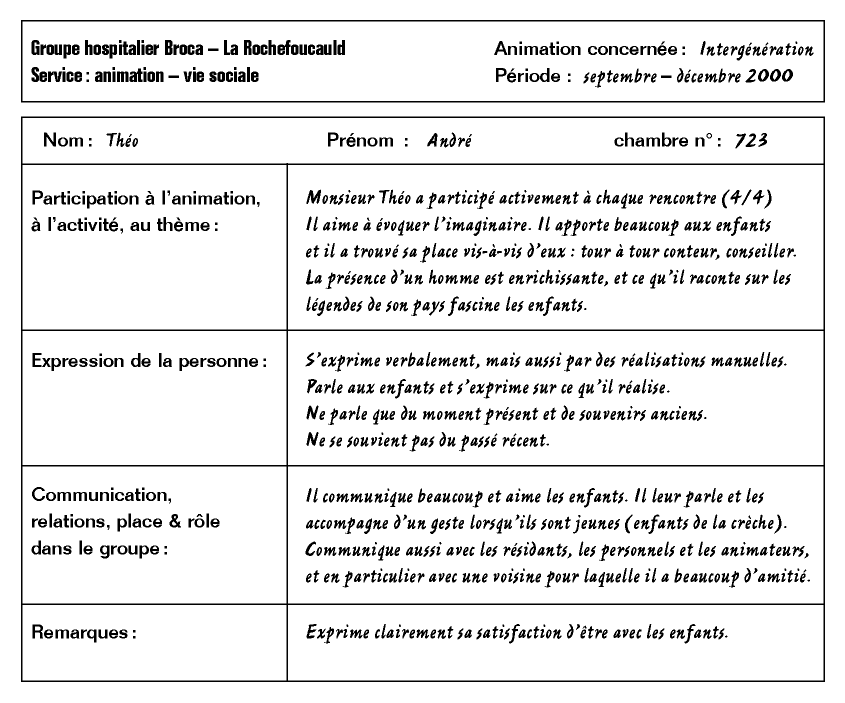 Groupe hospitalier Broca – La Rochefoucauld
Service : animation – vie sociale
Animation concernée : Intergénération
Période : septembre – décembre 2000
Nom : Théo Prénom : André chambre n° : 723
Participation à l'animation,
à l'activité, au thème :
Monsieur Théo a participé activement à chaque rencontre (4/4)
Il aime à évoquer l'imaginaire. Il apporte beaucoup aux enfants
et il a trouvé sa place vis-à-vis d'eux : tour à tour conteur, conseiller.
La présence d'un homme est enrichissante, et ce qu'il raconte sur les
légendes de son pays fascine les enfants.
Expression de la personne :
S'exprime verbalement, mais aussi par des réalisations manuelles.
Parle aux enfants et s'exprime sur ce qu'il réalise.
Ne parle que du moment présent et de souvenirs anciens.
Ne se souvient pas du passé récent.
Communication,
relations, place & rôle
dans le groupe :
Il communique beaucoup et aime les enfants. Il leur parle et les
accompagne d'un geste lorsqu'ils sont jeunes (enfants de la crèche).
Communique aussi avec les résidants, les personnels et les animateurs,
et en particulier avec une voisine pour laquelle il a beaucoup d'amitié.
Remarques :
Exprime clairement sa satisfaction d'être avec les enfants.